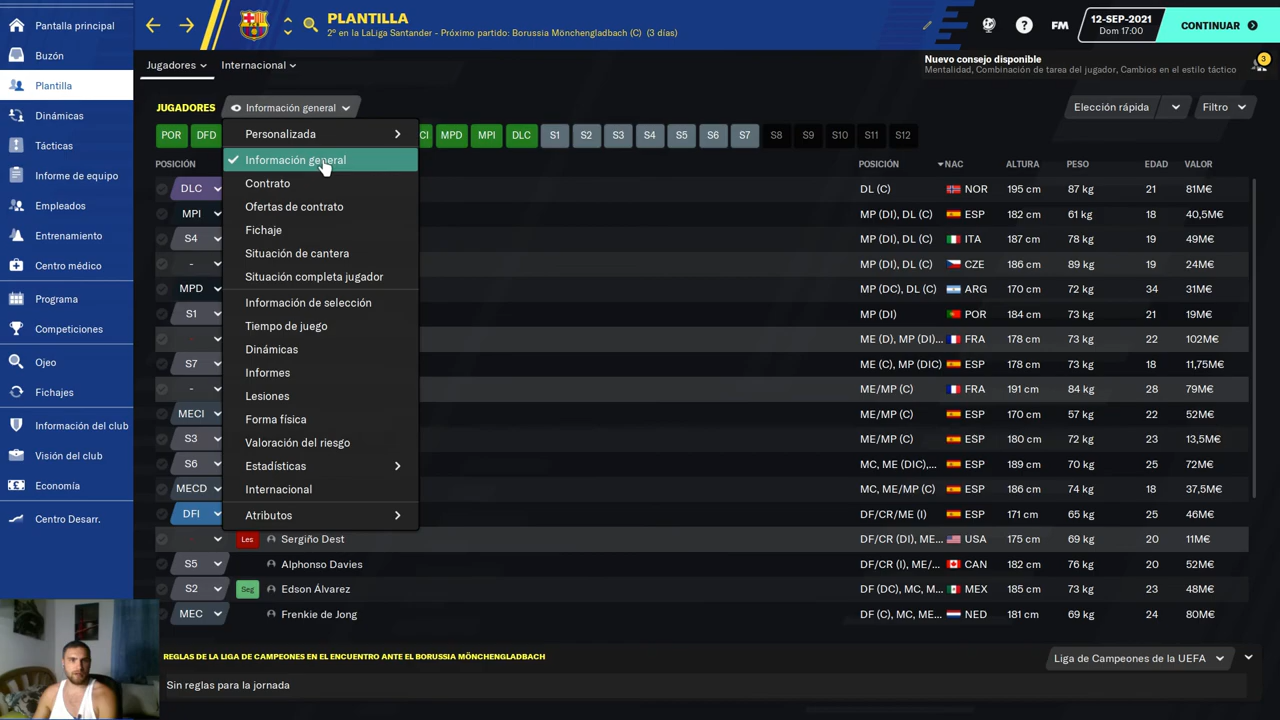 Pantalla principal
Buzón
Plantilla
Dinámicas
Tácticas
Informe de equipo
Empleados
Entrenamiento
Centro médico
Programa
Competiciones
Ojeo
Fichajes
Información del club
Visión del club
Economía
Centro Desarr.
PLANTILLA
2º en la LaLiga Santander - Próximo partido: Borussia Mönchengladbach (C) (3 días)
FM
12-SEP-2021
Dom 17:00
CONTINUAR
Jugadores
Internacional
Nuevo consejo disponible
Mentalidad, Combinación de tarea del jugador, Cambios en el estilo táctico
3
JUGADORES
Información general
Elección rápida
Filtro
POR DFD CI MPD MPI DLC S1 S2 S3 S4 S5 S6 S7 S8 S9 S10 S11 S12
Personalizada
Información general
Contrato
Ofertas de contrato
Fichaje
Situación de cantera
Situación completa jugador
Información de selección
Tiempo de juego
Dinámicas
Informes
Lesiones
Forma física
Valoración del riesgo
Estadísticas
Internacional
Atributos
POSICIÓN POSICIÓN NAC ALTURA PESO EDAD VALOR
DLC DL (C) NOR 195 cm 87 kg 21 81M€
MPI MP (DI), DL (C) ESP 182 cm 61 kg 18 40,5M€
S4 MP (DI), DL (C) ITA 187 cm 78 kg 19 49M€
- MP (DI), DL (C) CZE 186 cm 89 kg 19 24M€
MPD MP (DC), DL (C) ARG 170 cm 72 kg 34 31M€
S1 MP (DI) POR 184 cm 73 kg 21 19M€
- ME (D), MP (DI)... FRA 178 cm 73 kg 22 102M€
S7 ME (C), MP (DIC) ESP 178 cm 73 kg 18 11,75M€
- ME/MP (C) FRA 191 cm 84 kg 28 79M€
MECI ME/MP (C) ESP 170 cm 57 kg 22 52M€
S3 ME/MP (C) ESP 180 cm 72 kg 23 13,5M€
S6 MC, ME (DIC),... ESP 189 cm 70 kg 25 72M€
MECD MC, ME/MP (C) ESP 186 cm 74 kg 18 37,5M€
DFI DF/CR/ME (I) ESP 171 cm 65 kg 25 46M€
- Les Sergiño Dest DF/CR (DI), ME... USA 175 cm 69 kg 20 11M€
S5 Alphonso Davies DF/CR (I), ME/... CAN 182 cm 76 kg 20 52M€
S2 Seg Edson Álvarez DF (DC), MC, M... MEX 185 cm 73 kg 23 48M€
MEC Frenkie de Jong DF (C), MC, ME... NED 181 cm 69 kg 24 80M€
REGLAS DE LA LIGA DE CAMPEONES EN EL ENCUENTRO ANTE EL BORUSSIA MÖNCHENGLADBACH
Liga de Campeones de la UEFA
Sin reglas para la jornada